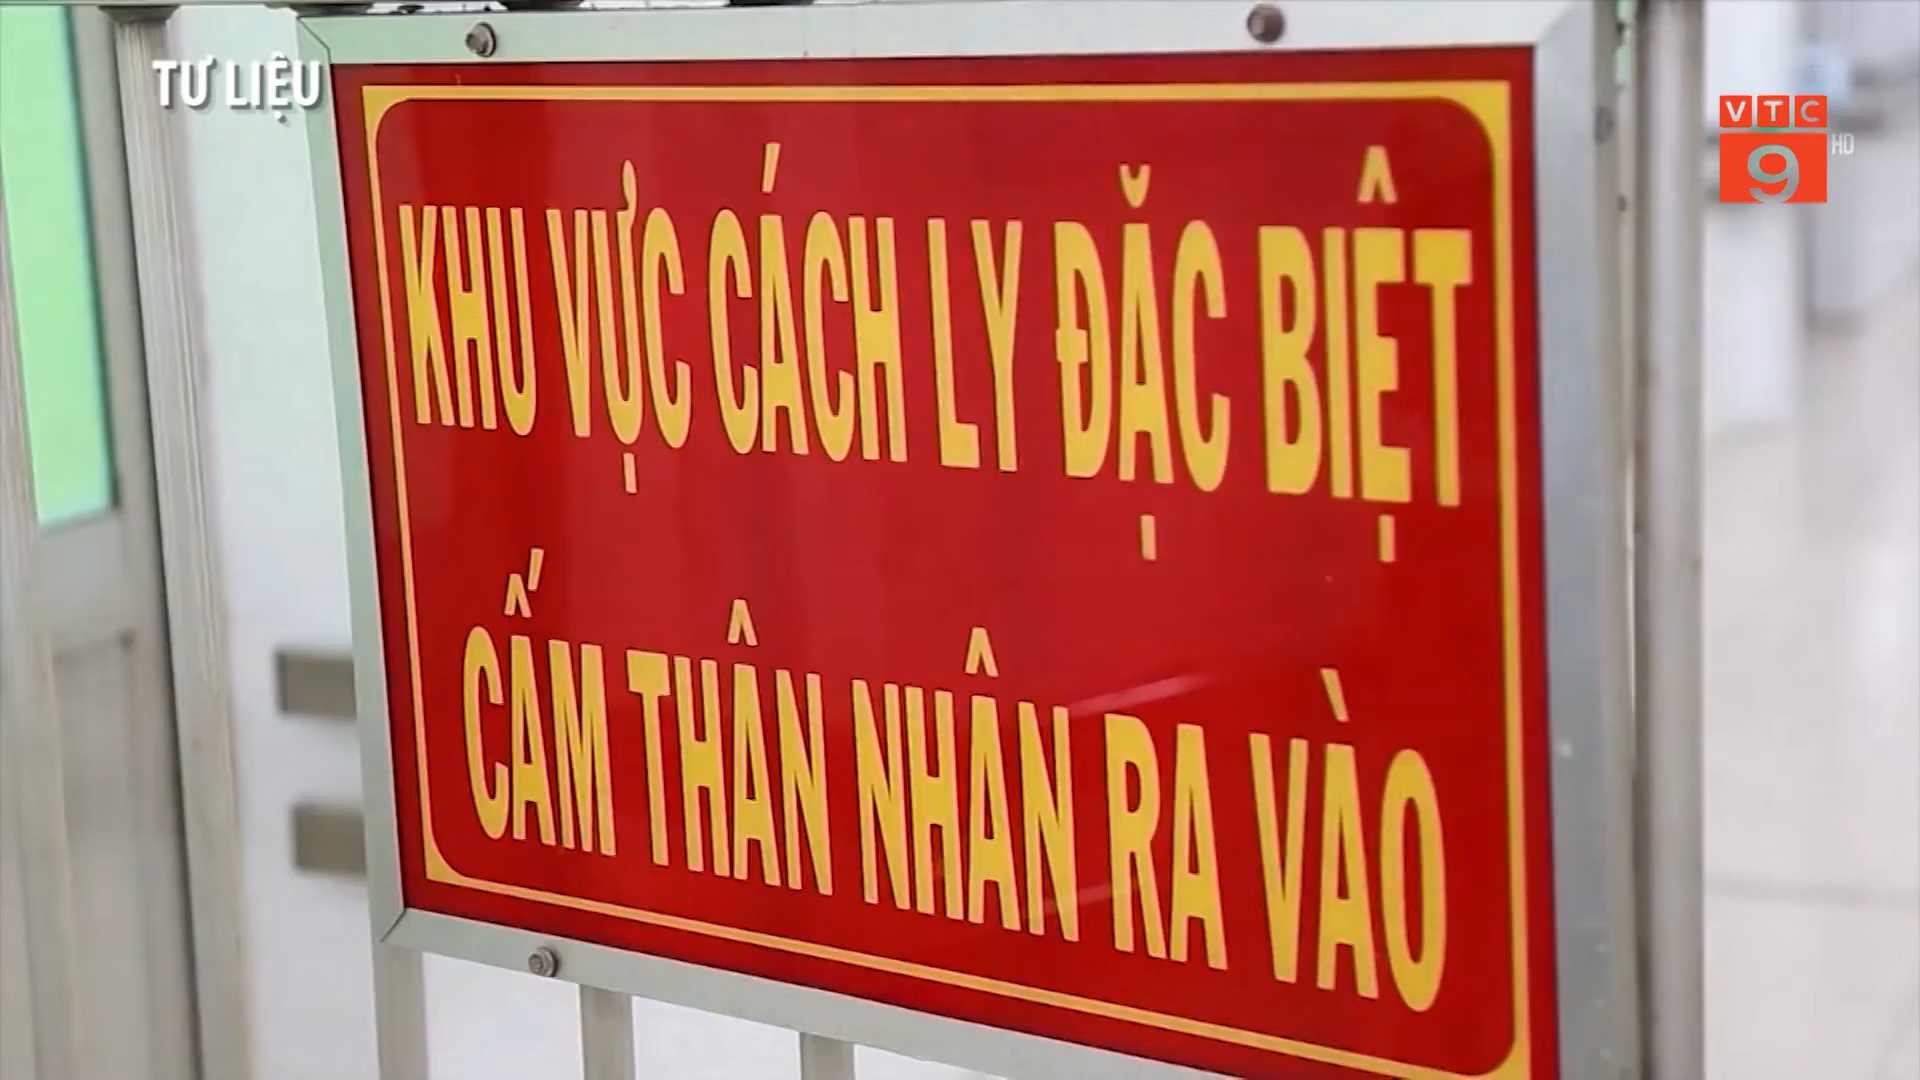 TƯ LIỆU
VTC
9 HD
KHU VỰC CÁCH LY ĐẶC BIỆT
CẤM THÂN NHÂN RA VÀO